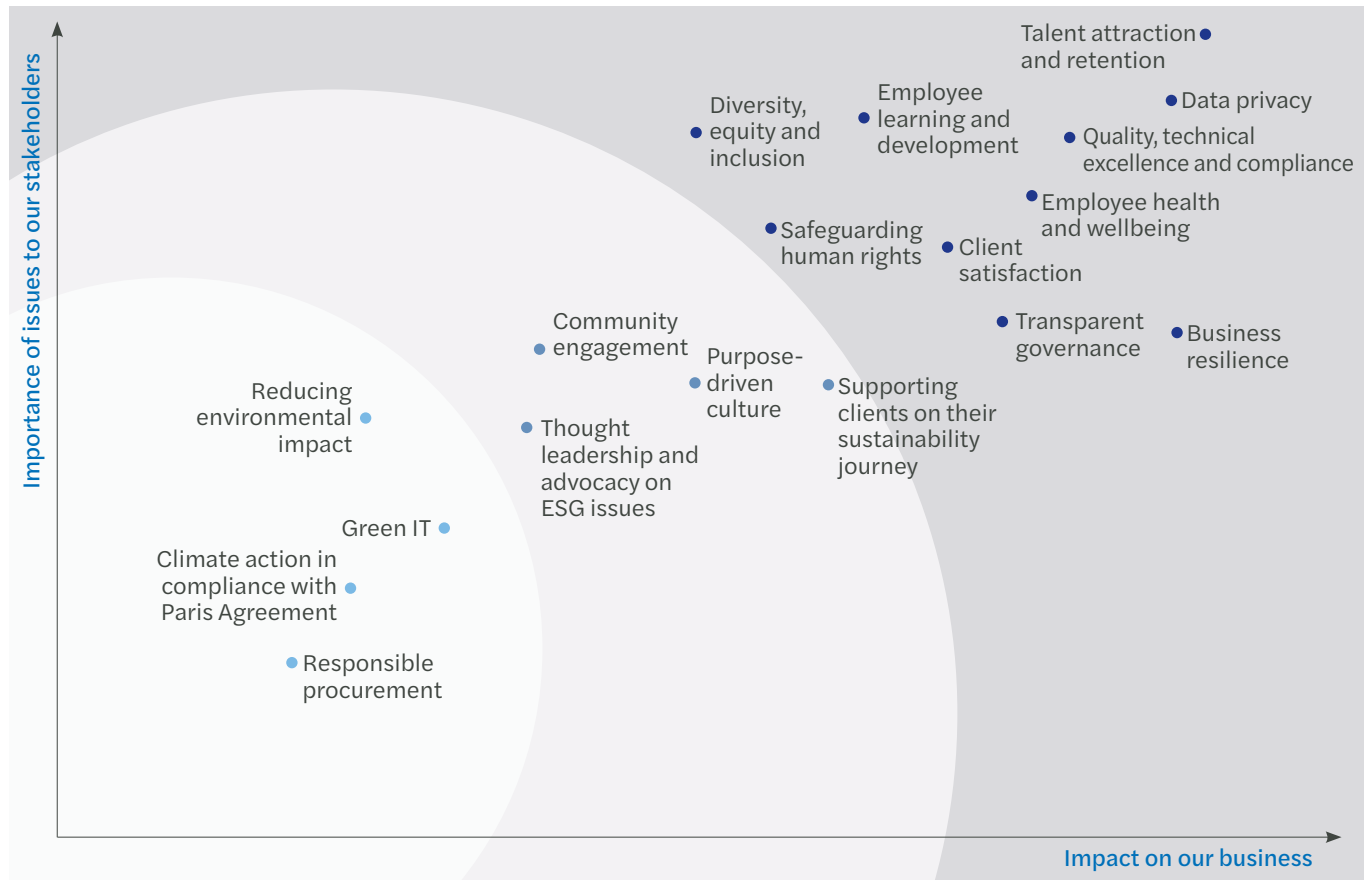 Importance of issues to our stakeholders
Talent attraction
and retention
Data privacy
Employee
learning and
development
Diversity,
equity and
inclusion
Quality, technical
excellence and compliance
Employee health
and wellbeing
Safeguarding
human rights
Client
satisfaction
Transparent
governance
Business
resilience
Community
engagement
Purpose-
driven
culture
Supporting
clients on their
sustainability
journey
Reducing
environmental
impact
Thought
leadership and
advocacy on
ESG issues
Green IT
Climate action in
compliance with
Paris Agreement
Responsible
procurement
Impact on our business